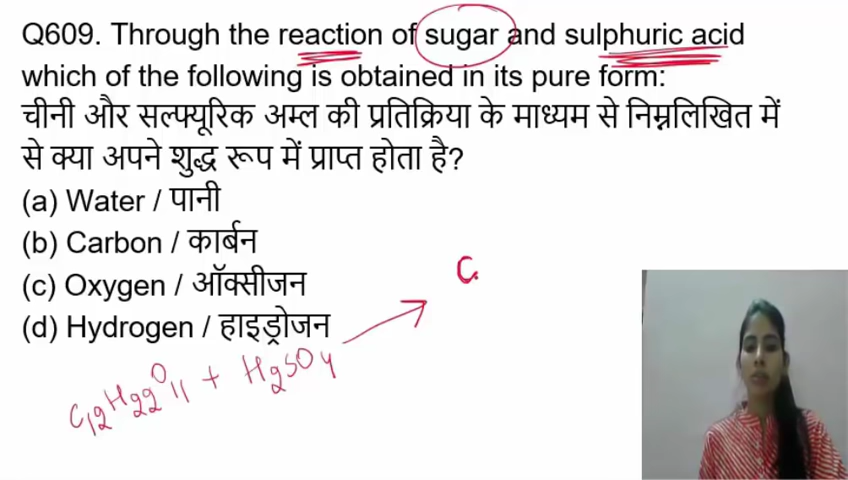 Q609. Through the reaction of sugar and sulphuric acid
which of the following is obtained in its pure form:
चीनी और सल्फ्यूरिक अम्ल की प्रतिक्रिया के माध्यम से निम्नलिखित में
से क्या अपने शुद्ध रूप में प्राप्त होता है?
(a) Water / पानी
(b) Carbon / कार्बन
(c) Oxygen / ऑक्सीजन
(d) Hydrogen / हाइड्रोजन
C12H22O11 + H2SO4 → C